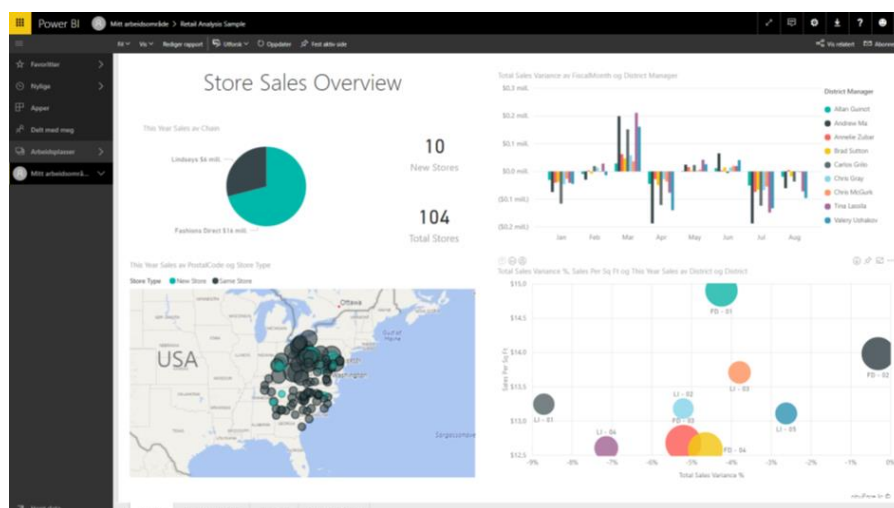 Power BI
Mitt arbeidsområde > Retail Analysis Sample
Fil Vis Rediger rapport Utforsk Oppdater Fest aktiv side
Vis relatert Abonner
Favoritter
Nylige
Apper
Delt med meg
Arbeidsplasser
Mitt arbeidsområ...
Store Sales Overview
This Year Sales av Chain
Lindseys $6 mill.
Fashions Direct $16 mill.
10
New Stores
104
Total Stores
Total Sales Variance av FiscalMonth og District Manager
$0.3 mill.
$0.2 mill.
$0.1 mill.
$0.0 mill.
($0.1 mill.)
($0.2 mill.)
Jan Feb Mar Apr May Jun Jul Aug
District Manager
Allan Guinot
Andrew Ma
Annelie Zubar
Brad Sutton
Carlos Grilo
Chris Gray
Chris McGurk
Tina Lassila
Valery Ushakov
This Year Sales av PostalCode og Store Type
Store Type New Store Same Store
Ottawa
Gulf of
Maine
USA
Washington
Sargassohavet
Total Sales Variance %, Sales Per Sq Ft og This Year Sales av District og District
Sales Per Sq Ft
$15.0
$14.5
$14.0
$13.5
$13.0
$12.5
FD - 01
FD - 02
LI - 03
LI - 01
LI - 02
FD - 03
LI - 05
LI - 04
FD - 04
-9% -8% -7% -6% -5% -4% -3% -2% -1% 0%
Total Sales Variance %